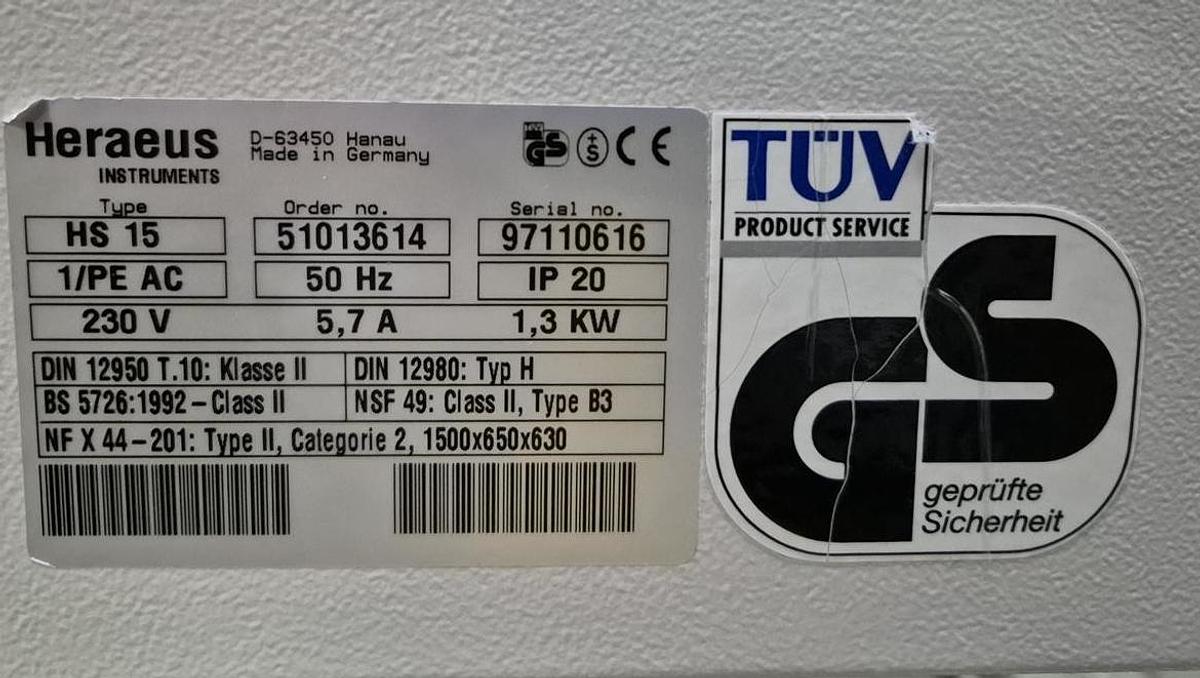 Heraeus
INSTRUMENTS
D-63450 Hanau
Made in Germany
TÜV
GS
S
CE
Type Order no. Serial no.
HS 15 51013614 97110616
1/PE AC 50 Hz IP 20
230 V 5,7 A 1,3 KW
DIN 12950 T.10: Klasse II DIN 12980: Typ H
BS 5726:1992-Class II NSF 49: Class II, Type B3
NF X 44-201: Type II, Categorie 2, 1500x650x630
TÜV
PRODUCT SERVICE
GS
geprüfte
Sicherheit